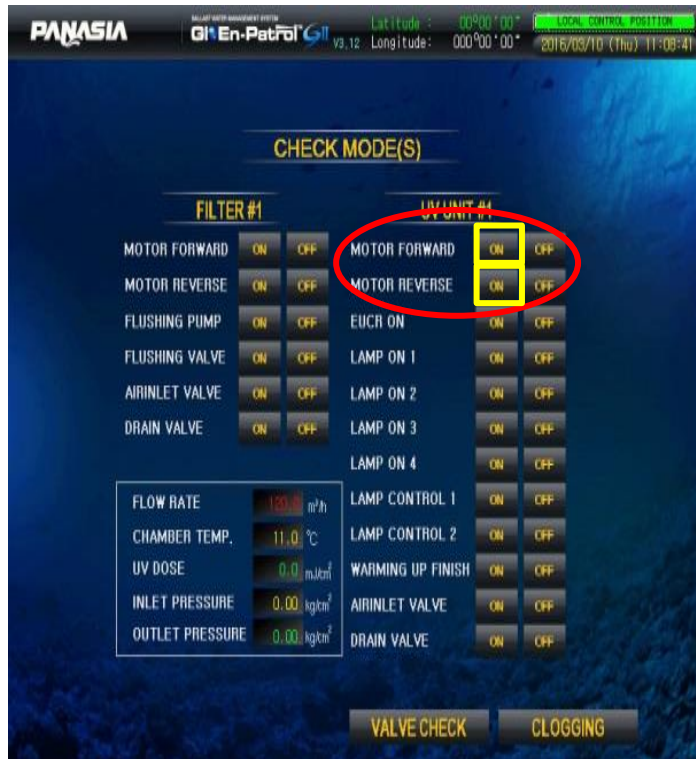 PANASIA
BALLAST WATER MANAGEMENT SYSTEM
GloEn-Patrol GII
V3.12
Latitude : 00°00'00"
Longitude: 000°00'00"
LOCAL CONTROL POSITION
2016/03/10 (Thu) 11:08:41
CHECK MODE(S)
FILTER #1
MOTOR FORWARD ON OFF
MOTOR REVERSE ON OFF
FLUSHING PUMP ON OFF
FLUSHING VALVE ON OFF
AIRINLET VALVE ON OFF
DRAIN VALVE ON OFF
FLOW RATE 120.0 m³/h
CHAMBER TEMP. 11.0 °C
UV DOSE 0.0 mJ/cm²
INLET PRESSURE 0.00 kg/cm²
OUTLET PRESSURE 0.00 kg/cm²
UV UNIT #1
MOTOR FORWARD ON OFF
MOTOR REVERSE ON OFF
EUCR ON ON OFF
LAMP ON 1 ON OFF
LAMP ON 2 ON OFF
LAMP ON 3 ON OFF
LAMP ON 4 ON OFF
LAMP CONTROL 1 ON OFF
LAMP CONTROL 2 ON OFF
WARMING UP FINISH ON OFF
AIRINLET VALVE ON OFF
DRAIN VALVE ON OFF
VALVE CHECK
CLOGGING